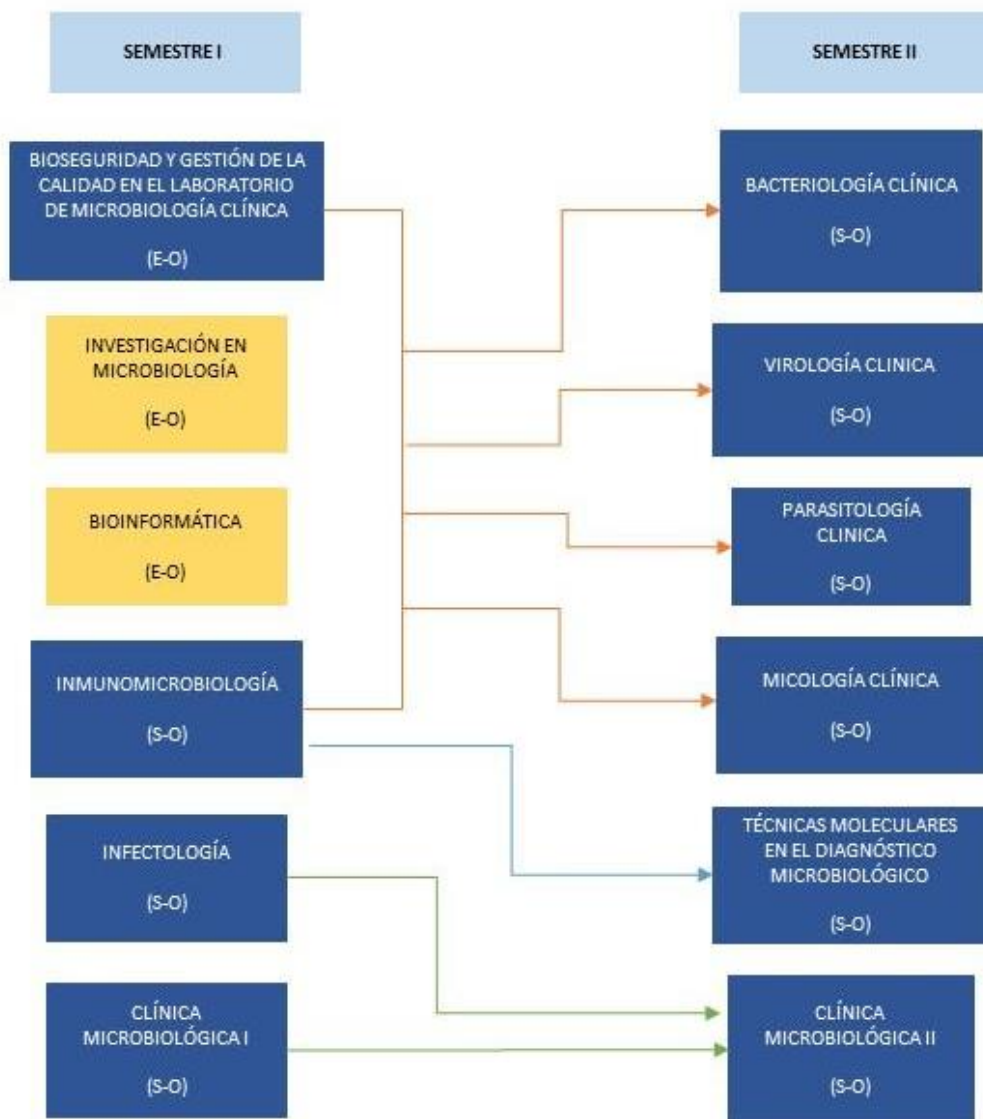 SEMESTRE I
BIOSEGURIDAD Y GESTIÓN DE LA
CALIDAD EN EL LABORATORIO
DE MICROBIOLOGÍA CLÍNICA
(E-O)
INVESTIGACIÓN EN
MICROBIOLOGÍA
(E-O)
BIOINFORMÁTICA
(E-O)
INMUNOMICROBIOLOGÍA
(S-O)
INFECTOLOGÍA
(S-O)
CLÍNICA
MICROBIOLÓGICA I
(S-O)
SEMESTRE II
BACTERIOLOGÍA CLÍNICA
(S-O)
VIROLOGÍA CLINICA
(S-O)
PARASITOLOGÍA
CLINICA
(S-O)
MICOLOGÍA CLÍNICA
(S-O)
TÉCNICAS MOLECULARES
EN EL DIAGNÓSTICO
MICROBIOLÓGICO
(S-O)
CLÍNICA
MICROBIOLÓGICA II
(S-O)